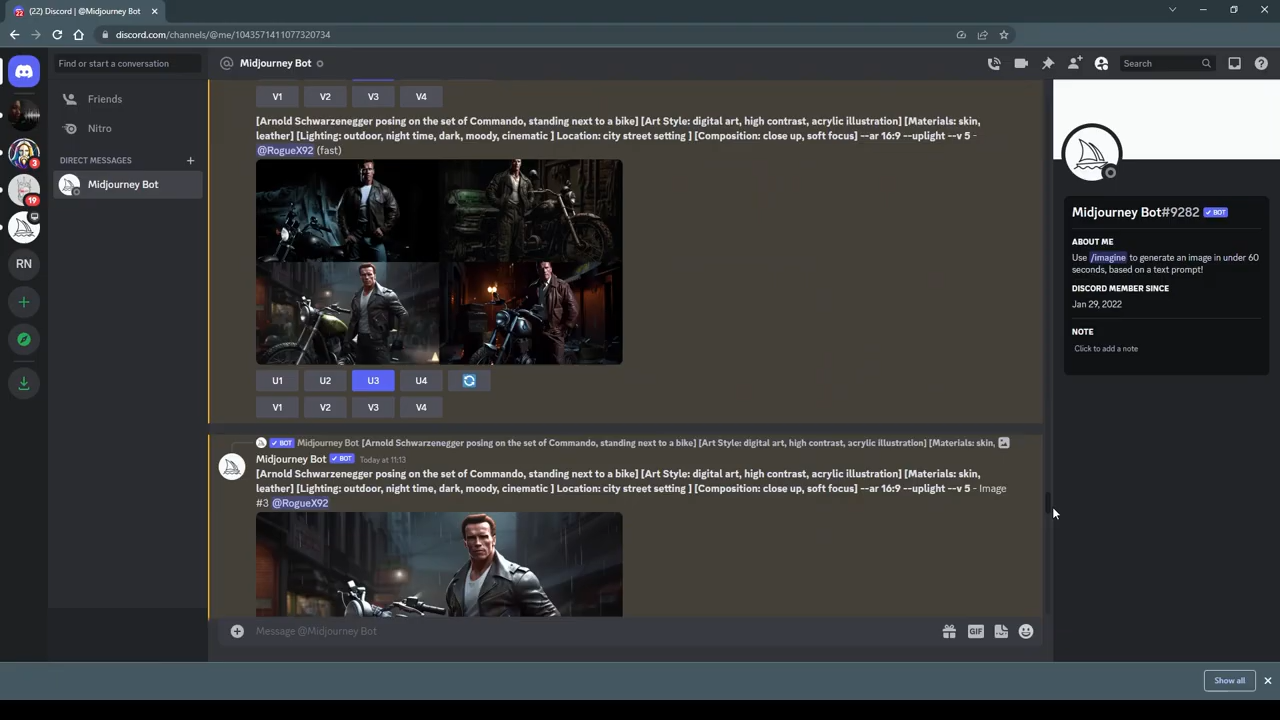 (22) Discord | @Midjourney Bot
discord.com/channels/@me/1043571411077320734
Find or start a conversation
Midjourney Bot
Search
Friends
Nitro
DIRECT MESSAGES
Midjourney Bot
3
19
RN
V1 V2 V3 V4
[Arnold Schwarzenegger posing on the set of Commando, standing next to a bike] [Art Style: digital art, high contrast, acrylic illustration] [Materials: skin,
leather] [Lighting: outdoor, night time, dark, moody, cinematic ] Location: city street setting ] [Composition: close up, soft focus] --ar 16:9 --uplight --v 5 -
@RogueX92 (fast)
U1 U2 U3 U4
V1 V2 V3 V4
BOT Midjourney Bot [Arnold Schwarzenegger posing on the set of Commando, standing next to a bike] [Art Style: digital art, high contrast, acrylic illustration] [Materials: skin,
Midjourney Bot BOT Today at 11:13
[Arnold Schwarzenegger posing on the set of Commando, standing next to a bike] [Art Style: digital art, high contrast, acrylic illustration] [Materials: skin,
leather] [Lighting: outdoor, night time, dark, moody, cinematic ] Location: city street setting ] [Composition: close up, soft focus] --ar 16:9 --uplight --v 5 - Image
#3 @RogueX92
Message @Midjourney Bot
GIF
Midjourney Bot#9282 BOT
ABOUT ME
Use /imagine to generate an image in under 60
seconds, based on a text prompt!
DISCORD MEMBER SINCE
Jan 29, 2022
NOTE
Click to add a note
Show all